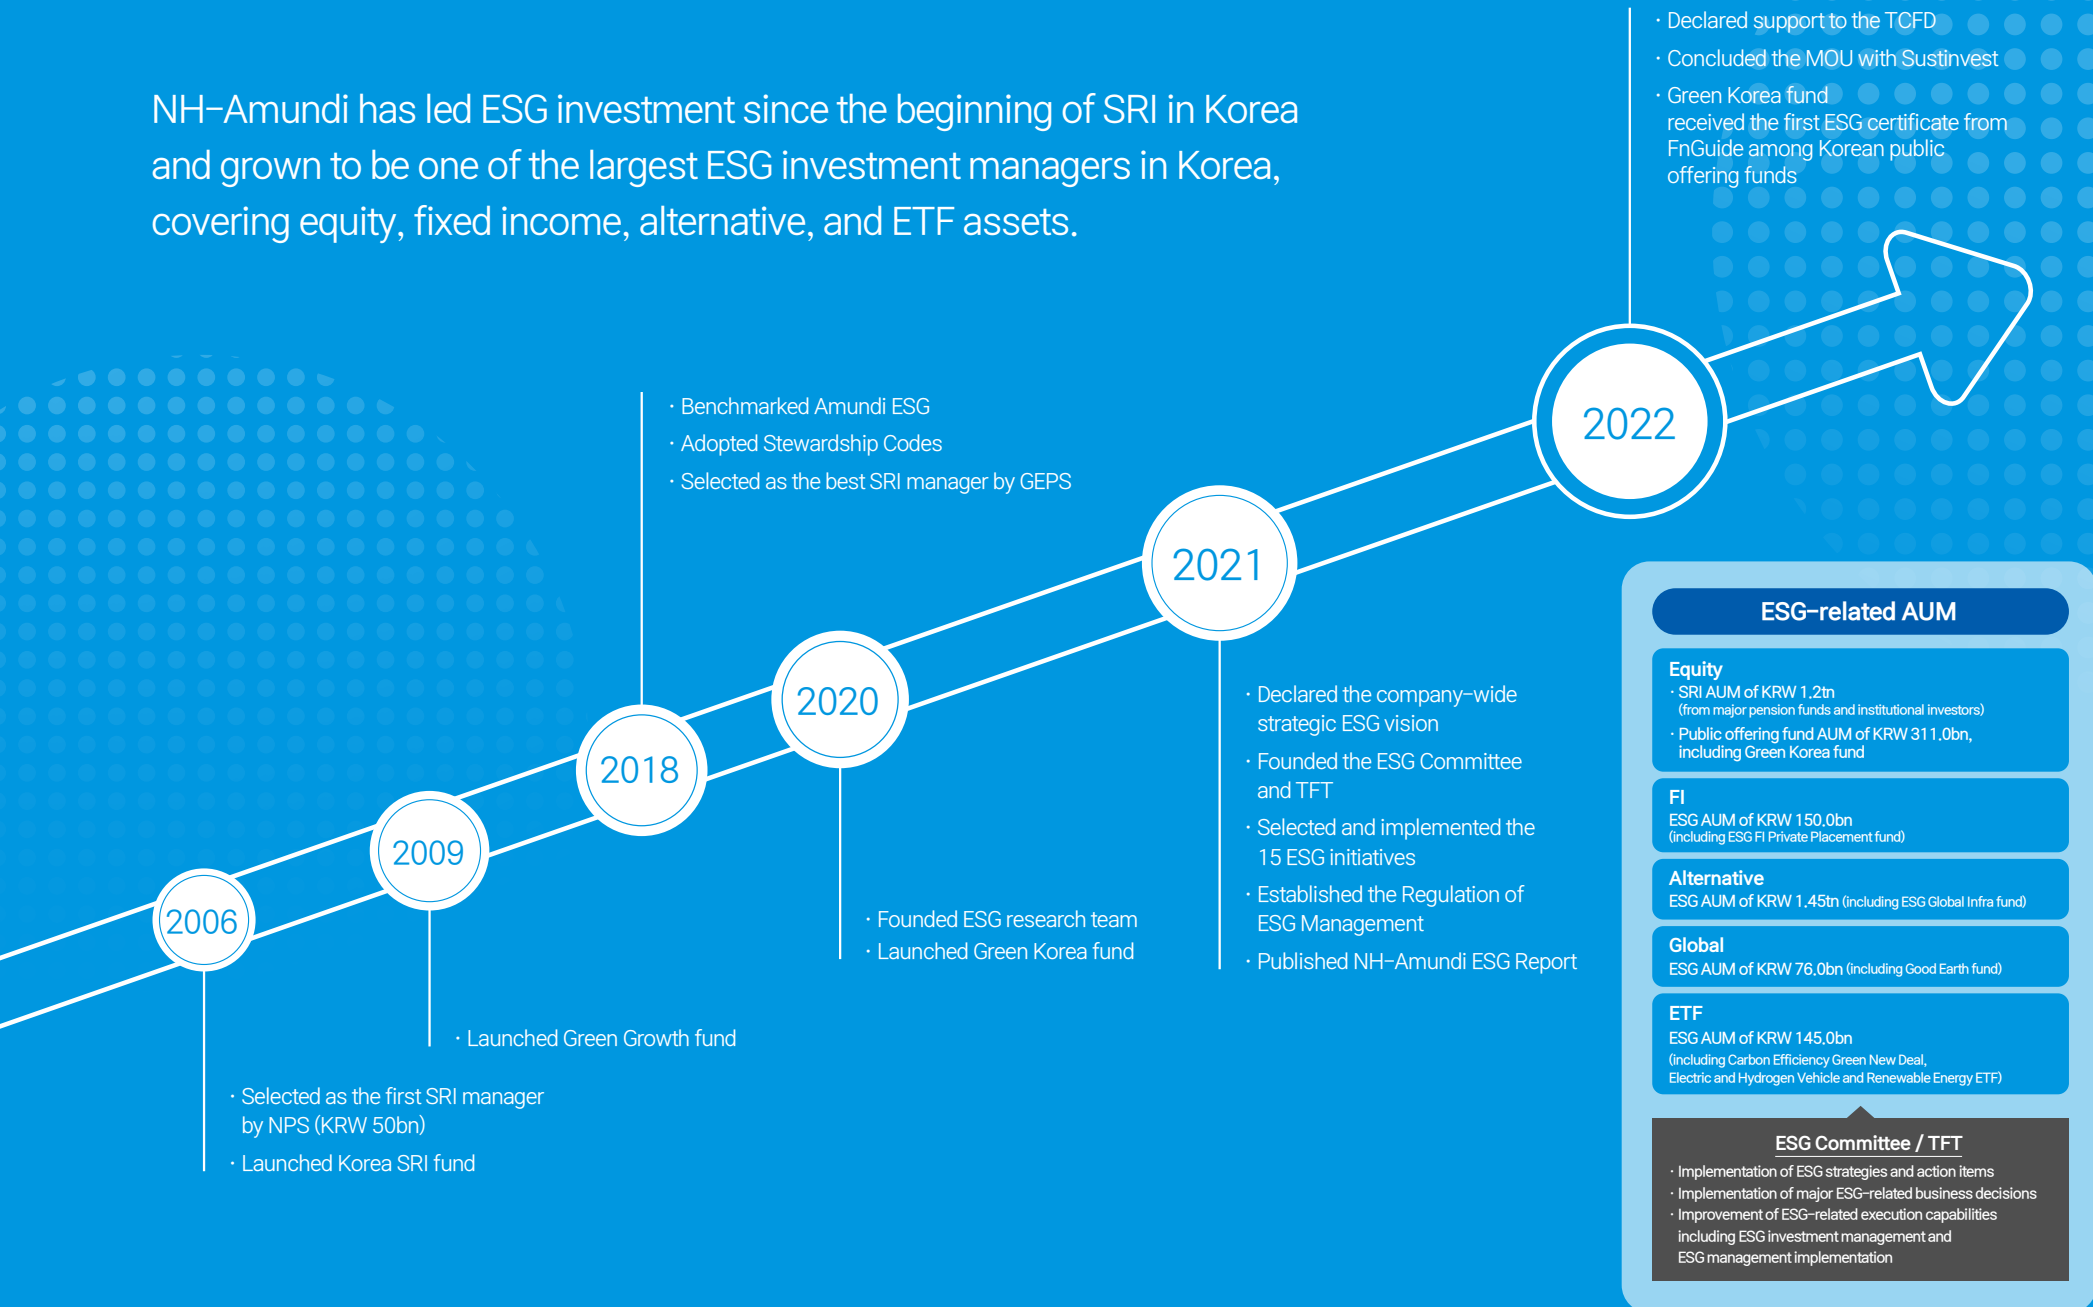 NH-Amundi has led ESG investment since the beginning of SRI in Korea
and grown to be one of the largest ESG investment managers in Korea,
covering equity, fixed income, alternative, and ETF assets.
2006
· Selected as the first SRI manager
by NPS (KRW 50bn)
· Launched Korea SRI fund
2009
· Launched Green Growth fund
2018
· Benchmarked Amundi ESG
· Adopted Stewardship Codes
· Selected as the best SRI manager by GEPS
2020
· Founded ESG research team
· Launched Green Korea fund
2021
· Declared the company-wide
strategic ESG vision
· Founded the ESG Committee
and TFT
· Selected and implemented the
15 ESG initiatives
· Established the Regulation of
ESG Management
· Published NH-Amundi ESG Report
2022
· Declared support to the TCFD
· Concluded the MOU with Sustinvest
· Green Korea fund
received the first ESG certificate from
FnGuide among Korean public
offering funds
ESG-related AUM
Equity
· SRI AUM of KRW 1.2tn
(from major pension funds and institutional investors)
· Public offering fund AUM of KRW 311.0bn,
including Green Korea fund
FI
ESG AUM of KRW 150.0bn
(including ESG FI Private Placement fund)
Alternative
ESG AUM of KRW 1.45tn (including ESG Global Infra fund)
Global
ESG AUM of KRW 76.0bn (including Good Earth fund)
ETF
ESG AUM of KRW 145.0bn
(including Carbon Efficiency Green New Deal,
Electric and Hydrogen Vehicle and Renewable Energy ETF)
ESG Committee / TFT
· Implementation of ESG strategies and action items
· Implementation of major ESG-related business decisions
· Improvement of ESG-related execution capabilities
including ESG investment management and
ESG management implementation